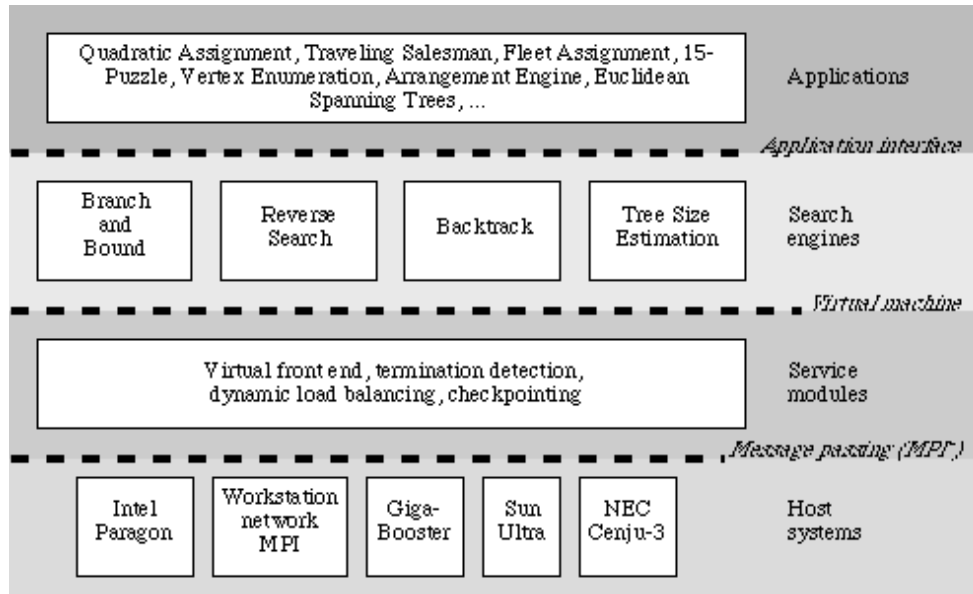 Quadratic Assignment, Traveling Salesman, Fleet Assignment, 15-
Puzzle, Vertex Enumeration, Arrangement Engine, Euclidean
Spanning Trees, ...
Applications
Application interface
Branch
and
Bound
Reverse
Search
Backtrack
Tree Size
Estimation
Search
engines
Virtual machine
Virtual front end, termination detection,
dynamic load balancing, checkpointing
Service
modules
Message passing (MPI)
Intel
Paragon
Workstation
network
MPI
Giga-
Booster
Sun
Ultra
NEC
Cenju-3
Host
systems